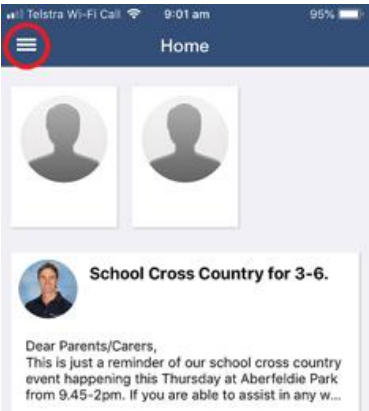 Telstra Wi-Fi Call 9:01 am 95%
Home
School Cross Country for 3-6.
Dear Parents/Carers,
This is just a reminder of our school cross country
event happening this Thursday at Aberfeldie Park
from 9.45-2pm. If you are able to assist in any w...